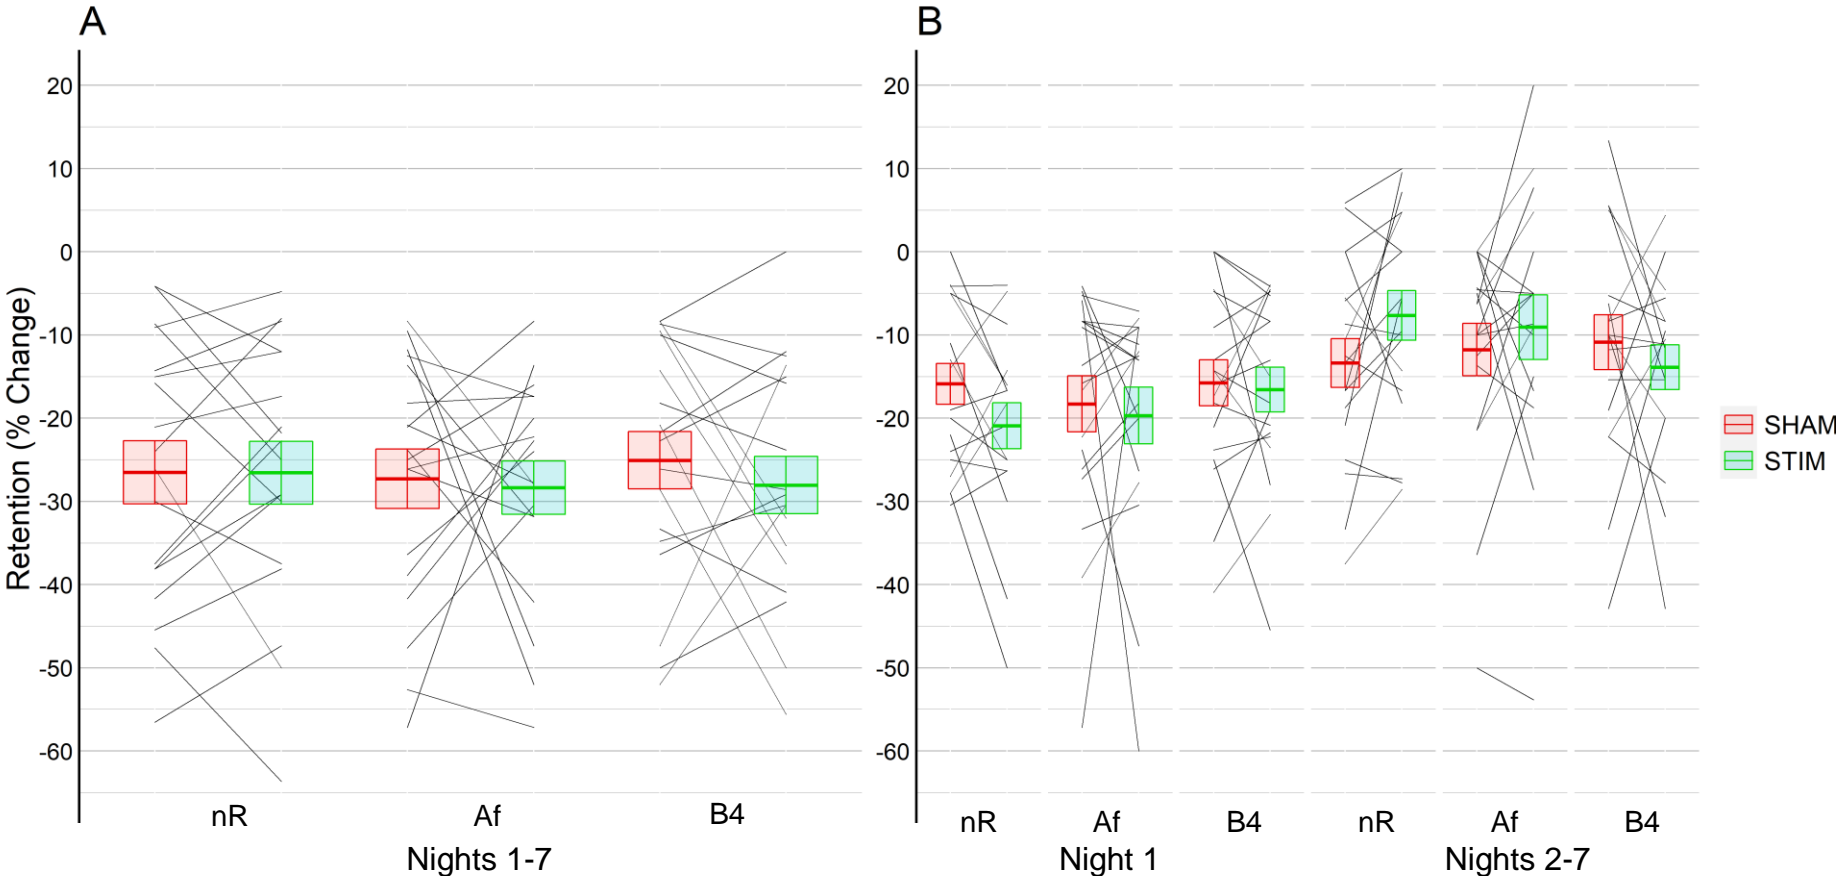 A
B
Retention (% Change)
20
10
0
-10
-20
-30
-40
-50
-60
nR
Af
B4
Nights 1-7
20
10
0
-10
-20
-30
-40
-50
-60
nR
Af
B4
nR
Af
B4
Night 1
Nights 2-7
SHAM
STIM